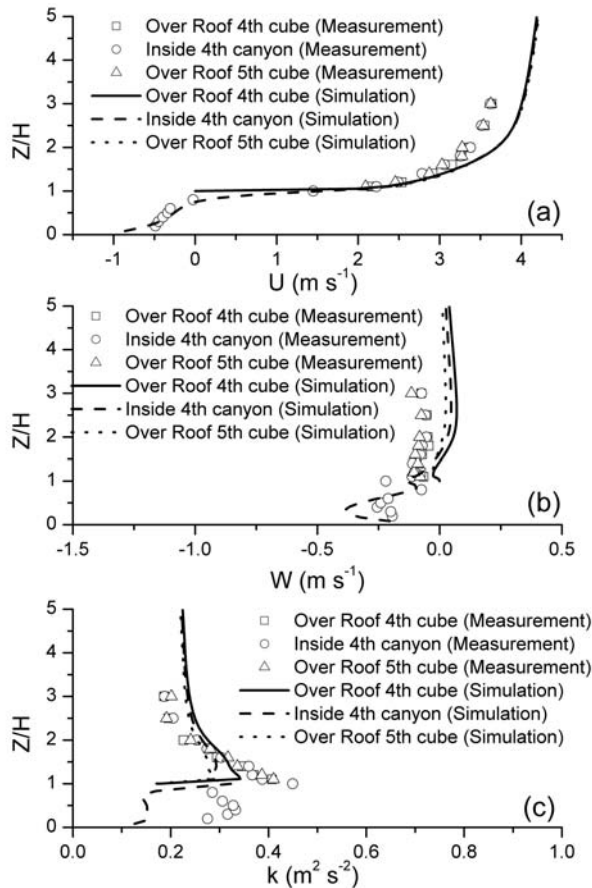 5
Over Roof 4th cube (Measurement)
Inside 4th canyon (Measurement)
4
Over Roof 5th cube (Measurement)
Over Roof 4th cube (Simulation)
3
Inside 4th canyon (Simulation)
Over Roof 5th cube (Simulation)
Z/H
2
1
(a)
0
-1 0 1 2 3 4
U (m s⁻¹)
5
Over Roof 4th cube (Measurement)
Inside 4th canyon (Measurement)
4
Over Roof 5th cube (Measurement)
Over Roof 4th cube (Simulation)
3
Inside 4th canyon (Simulation)
Over Roof 5th cube (Simulation)
Z/H
2
1
(b)
0
-1.5 -1.0 -0.5 0.0 0.5
W (m s⁻¹)
5
Over Roof 4th cube (Measurement)
Inside 4th canyon (Measurement)
4
Over Roof 5th cube (Measurement)
Over Roof 4th cube (Simulation)
3
Inside 4th canyon (Simulation)
Over Roof 5th cube (Simulation)
Z/H
2
1
(c)
0
0.0 0.2 0.4 0.6 0.8 1.0
k (m² s⁻²)